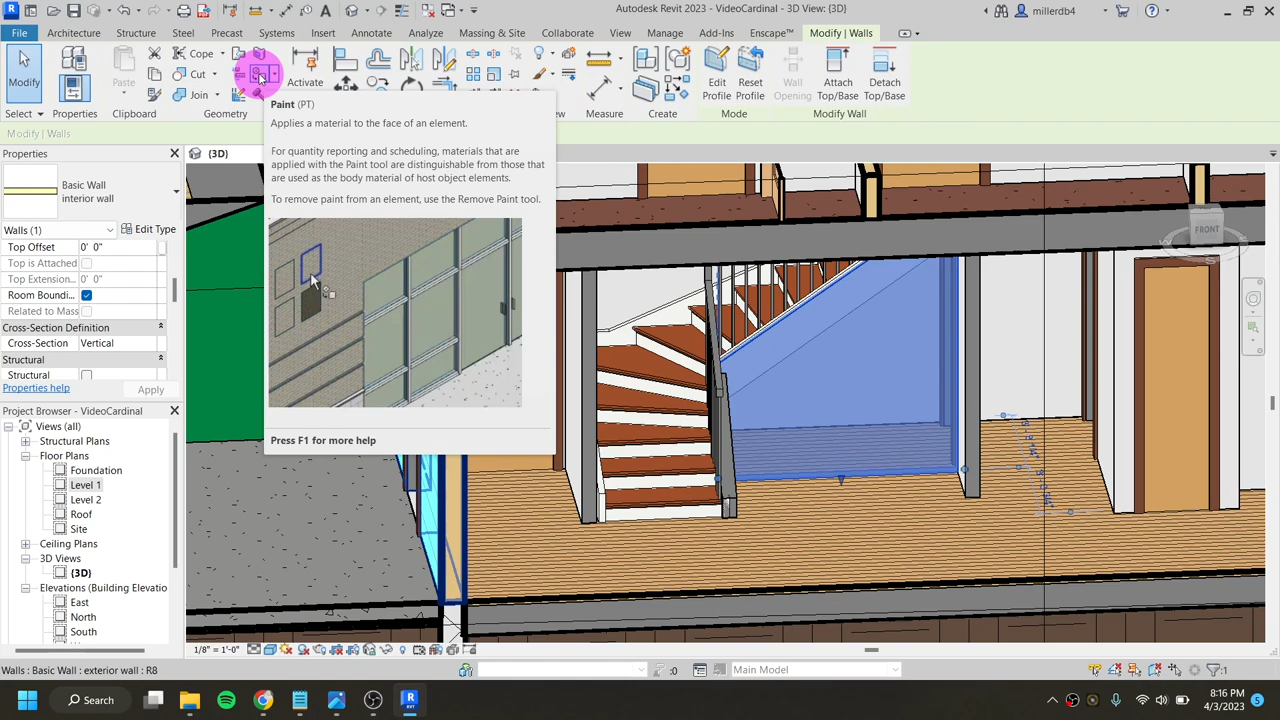 Autodesk Revit 2023 - VideoCardinal - 3D View: {3D}
millerdb4
File
Architecture
Structure
Steel
Precast
Systems
Insert
Annotate
Analyze
Massing & Site
Collaborate
View
Manage
Add-Ins
Enscape™
Modify | Walls
Modify
Paste
Cope
Cut
Join
Activate
Edit Profile
Reset Profile
Wall Opening
Attach Top/Base
Detach Top/Base
Select
Properties
Clipboard
Geometry
Measure
Create
Mode
Modify Wall
Modify | Walls
Properties
{3D}
Basic Wall
interior wall
Walls (1)
Edit Type
Top Offset
0' 0"
Top is Attached
Top Extension...
0' 0"
Room Boundi...
Related to Mass
Cross-Section Definition
Cross-Section
Vertical
Structural
Structural
Properties help
Apply
Paint (PT)
Applies a material to the face of an element.
For quantity reporting and scheduling, materials that are
applied with the Paint tool are distinguishable from those that
are used as the body material of host object elements.
To remove paint from an element, use the Remove Paint tool.
Press F1 for more help
FRONT
Project Browser - VideoCardinal
Views (all)
Structural Plans
Floor Plans
Foundation
Level 1
Level 2
Roof
Site
Ceiling Plans
3D Views
{3D}
Elevations (Building Elevatio
East
North
South
1/8" = 1'-0"
Walls : Basic Wall : exterior wall : R8
:0
Main Model
:1
Search
8:16 PM
4/3/2023
5